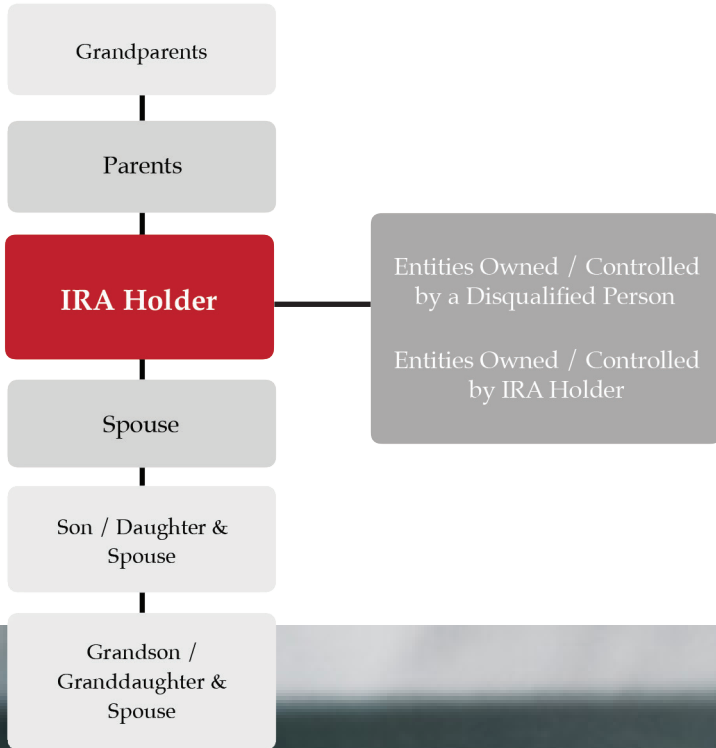 Grandparents
Parents
IRA Holder
Entities Owned / Controlled
by a Disqualified Person
Entities Owned / Controlled
by IRA Holder
Spouse
Son / Daughter &
Spouse
Grandson /
Granddaughter &
Spouse